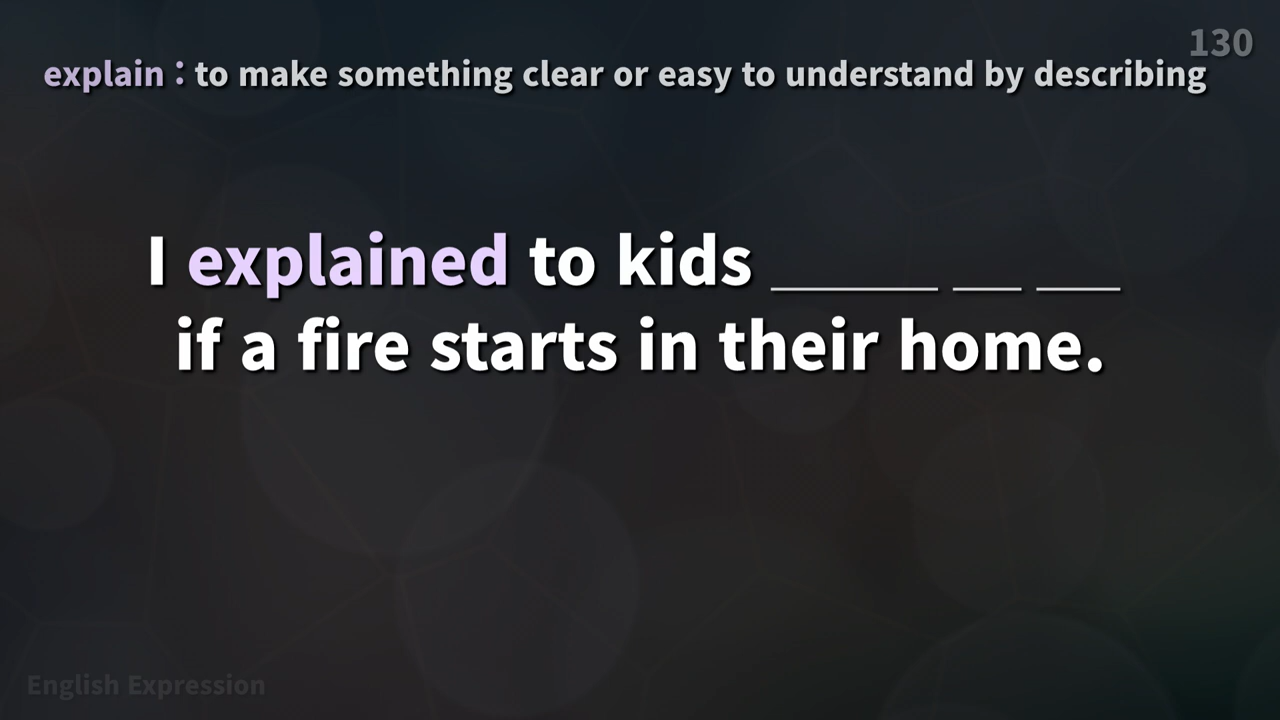 130
explain : to make something clear or easy to understand by describing
I explained to kids ______ __ ___
if a fire starts in their home.
English Expression